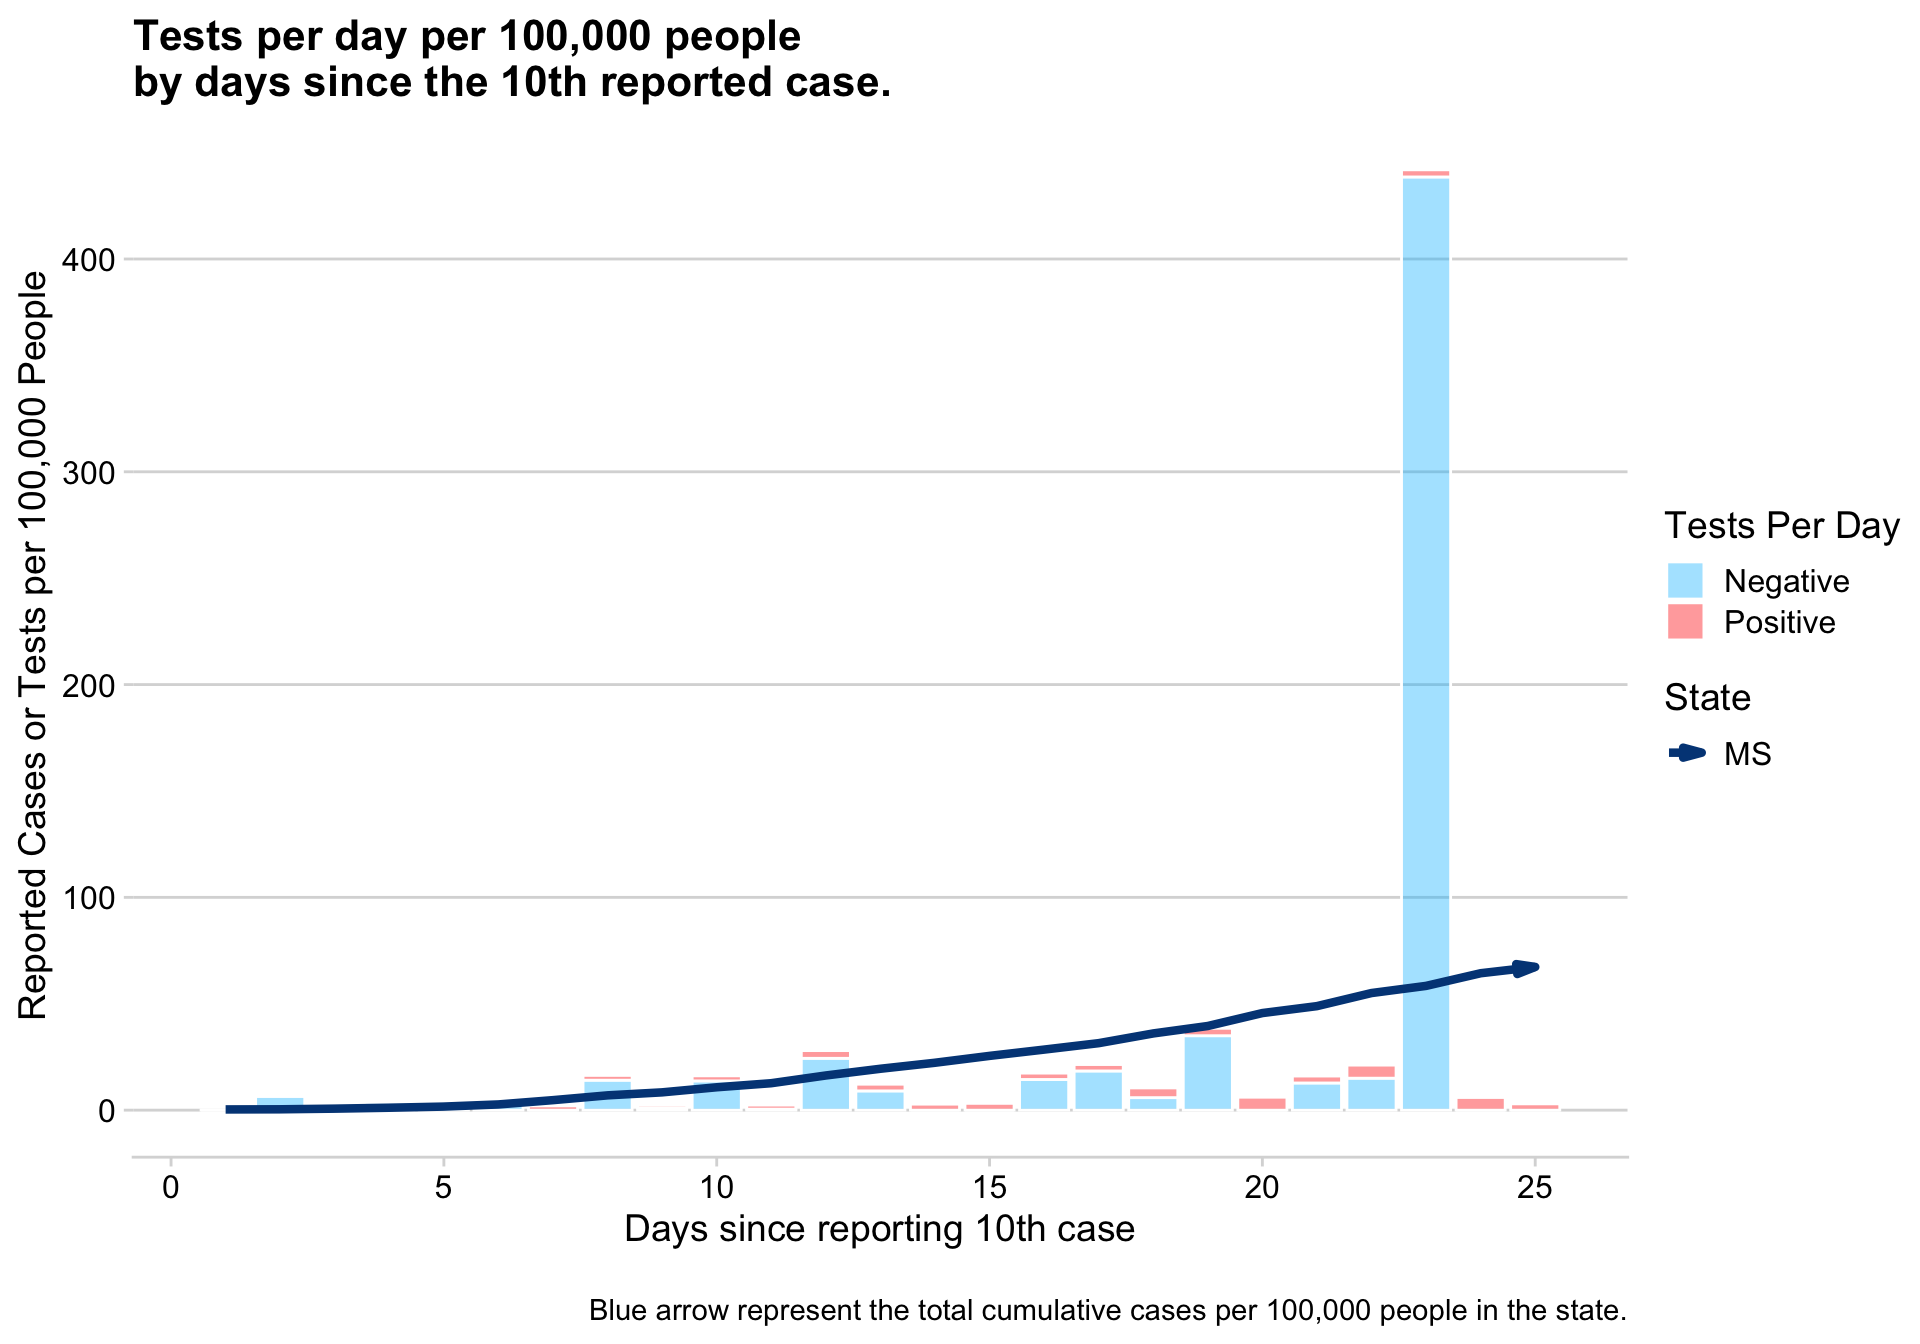 Tests per day per 100,000 people
by days since the 10th reported case.
Reported Cases or Tests per 100,000 People
400
300
200
100
0
0 5 10 15 20 25
Days since reporting 10th case
Tests Per Day
Negative
Positive
State
MS
Blue arrow represent the total cumulative cases per 100,000 people in the state.